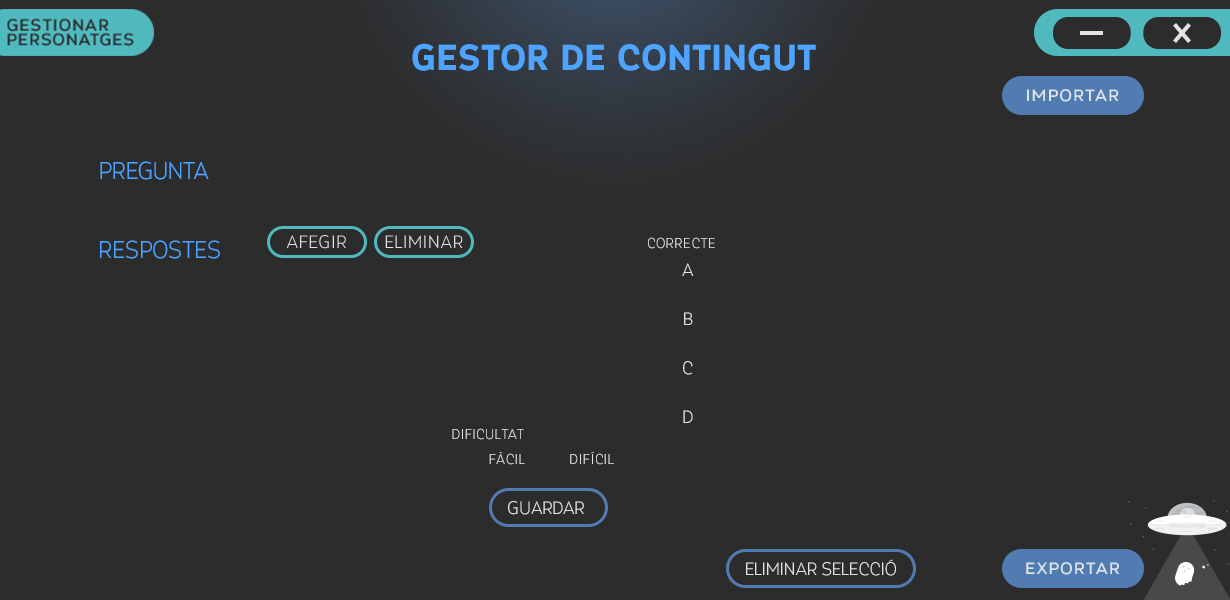 GESTIONAR
PERSONATGES
GESTOR DE CONTINGUT
IMPORTAR
PREGUNTA
RESPOSTES
AFEGIR
ELIMINAR
CORRECTE
A
B
C
D
DIFICULTAT
FÀCIL
DIFÍCIL
GUARDAR
ELIMINAR SELECCIÓ
EXPORTAR